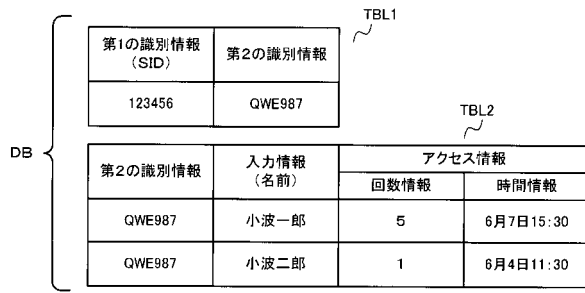 TBL1
第1の識別情報
(SID)
第2の識別情報
123456
QWE987
DB
TBL2
第2の識別情報
入力情報
(名前)
アクセス情報
回数情報
時間情報
QWE987
小波一郎
5
6月7日15:30
QWE987
小波二郎
1
6月4日11:30